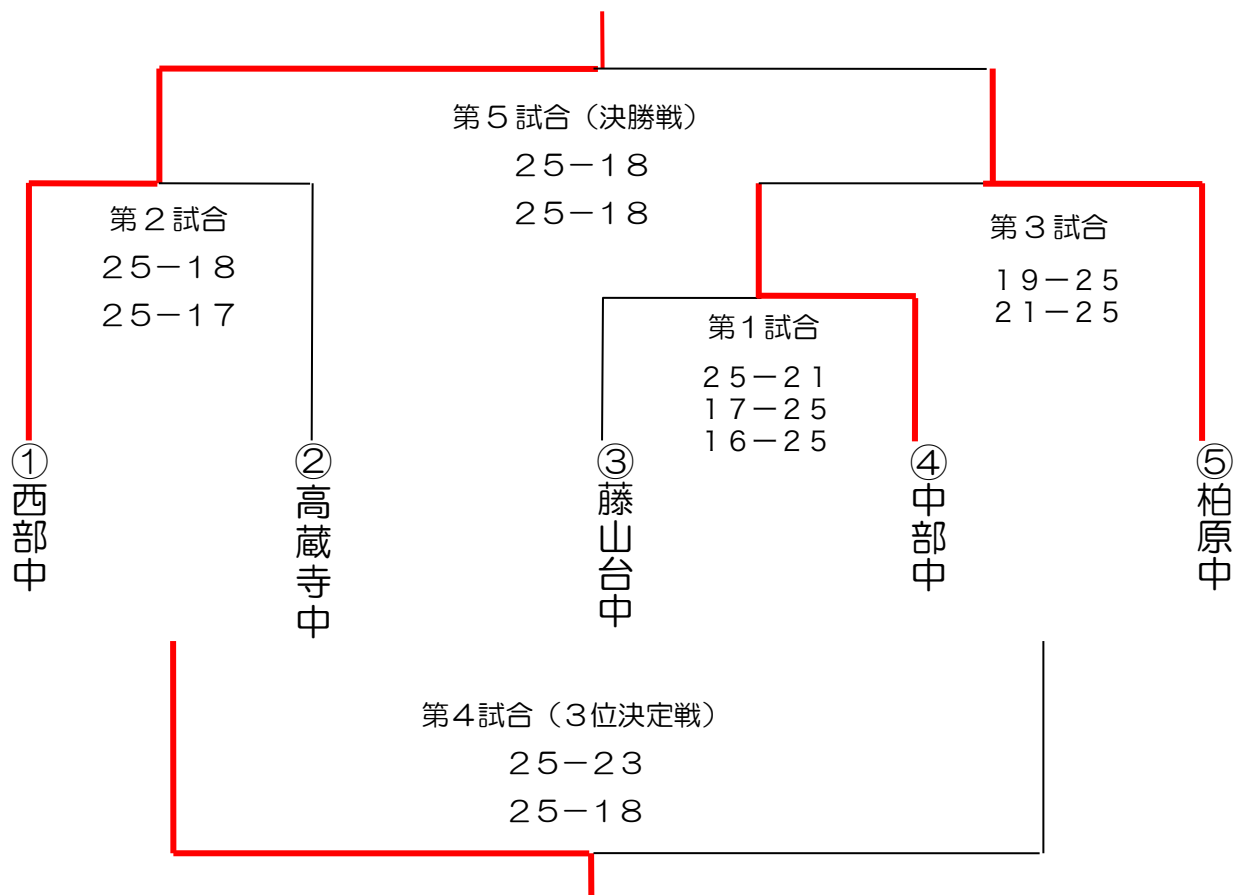 第５試合（決勝戦）
２５－１８
２５－１８
第２試合
２５－１８
２５－１７
第３試合
１９－２５
２１－２５
第１試合
２５－２１
１７－２５
１６－２５
①西部中
②高蔵寺中
③藤山台中
④中部中
⑤柏原中
第４試合（３位決定戦）
２５－２３
２５－１８